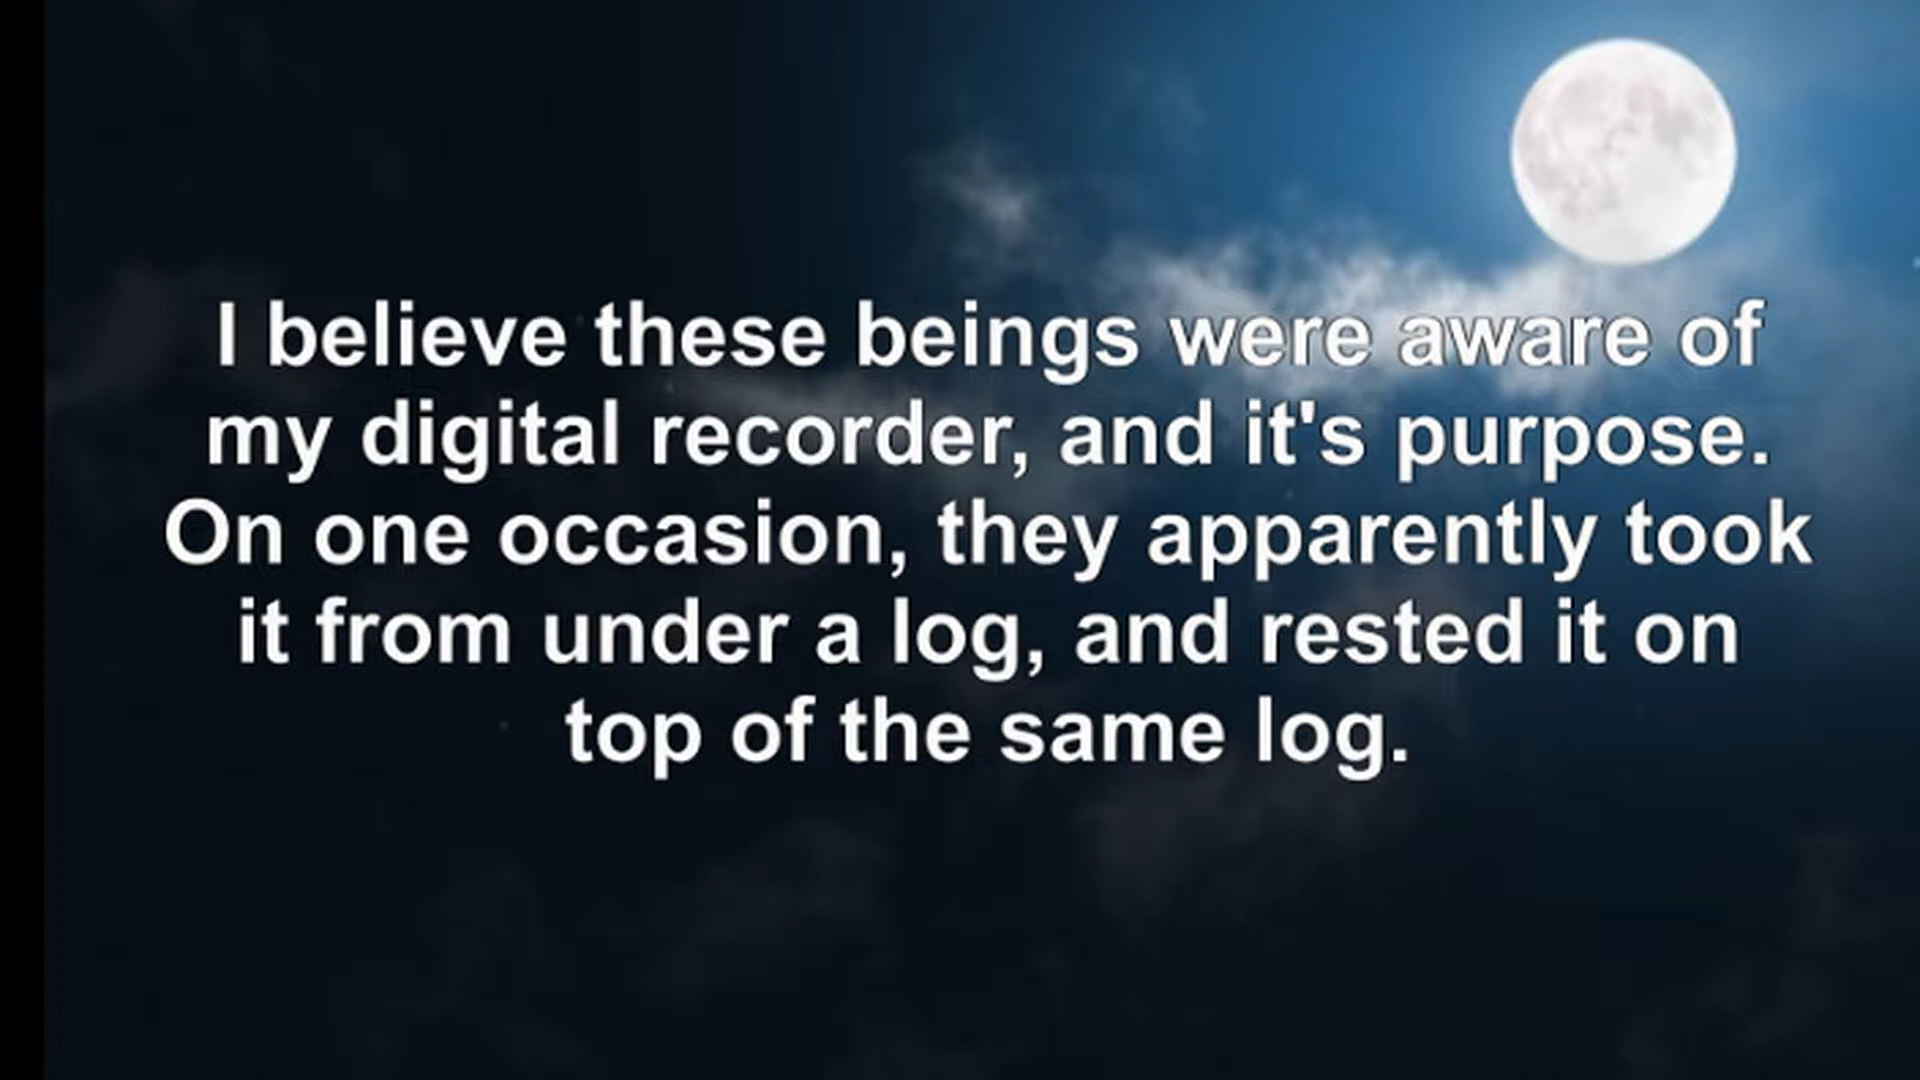 I believe these beings were aware of
my digital recorder, and it's purpose.
On one occasion, they apparently took
it from under a log, and rested it on
top of the same log.